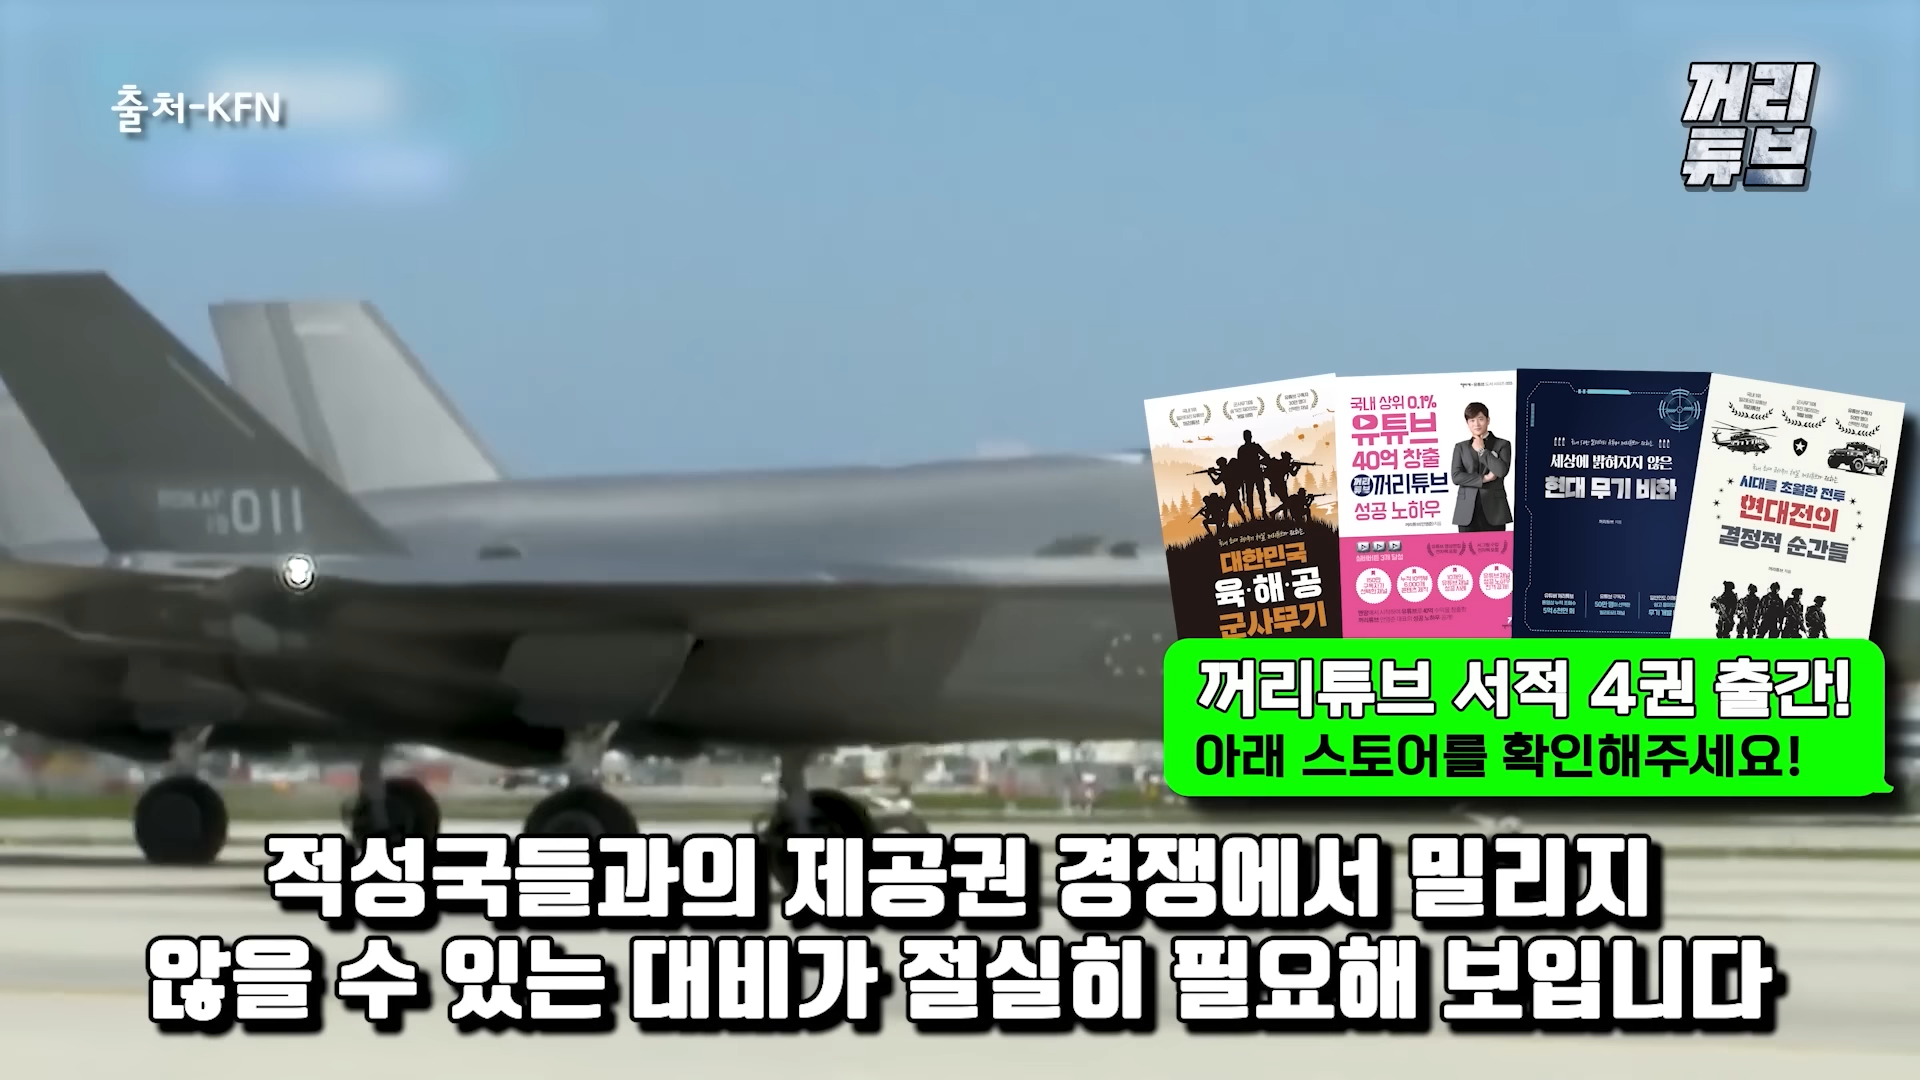 출처-KFN
꺼리
튜브
011
국내 상위 0.1%
유튜브
40억 창출
꺼리튜브
성공 노하우
대한민국
육·해·공
군사무기
세상에 밝혀지지 않은
현대 무기 비화
시대를 초월한 전투
현대전의
결정적 순간들
꺼리튜브 서적 4권 출간!
아래 스토어를 확인해주세요!
적성국들과의 제공권 경쟁에서 밀리지
않을 수 있는 대비가 절실히 필요해 보입니다